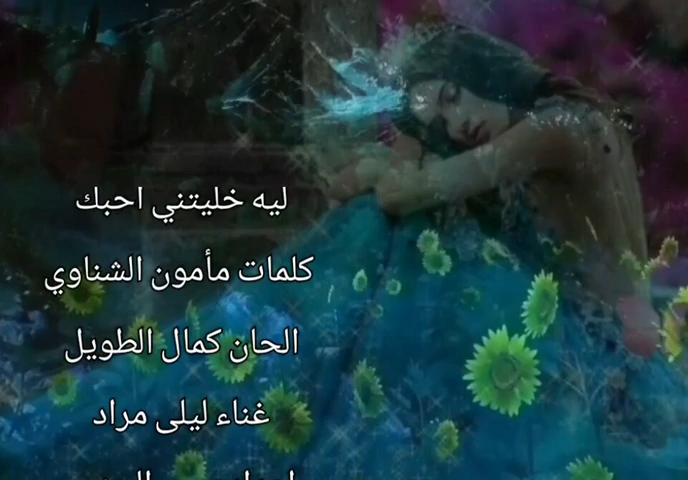 ليه خليتني احبك
كلمات مأمون الشناوي
الحان كمال الطويل
غناء ليلى مراد